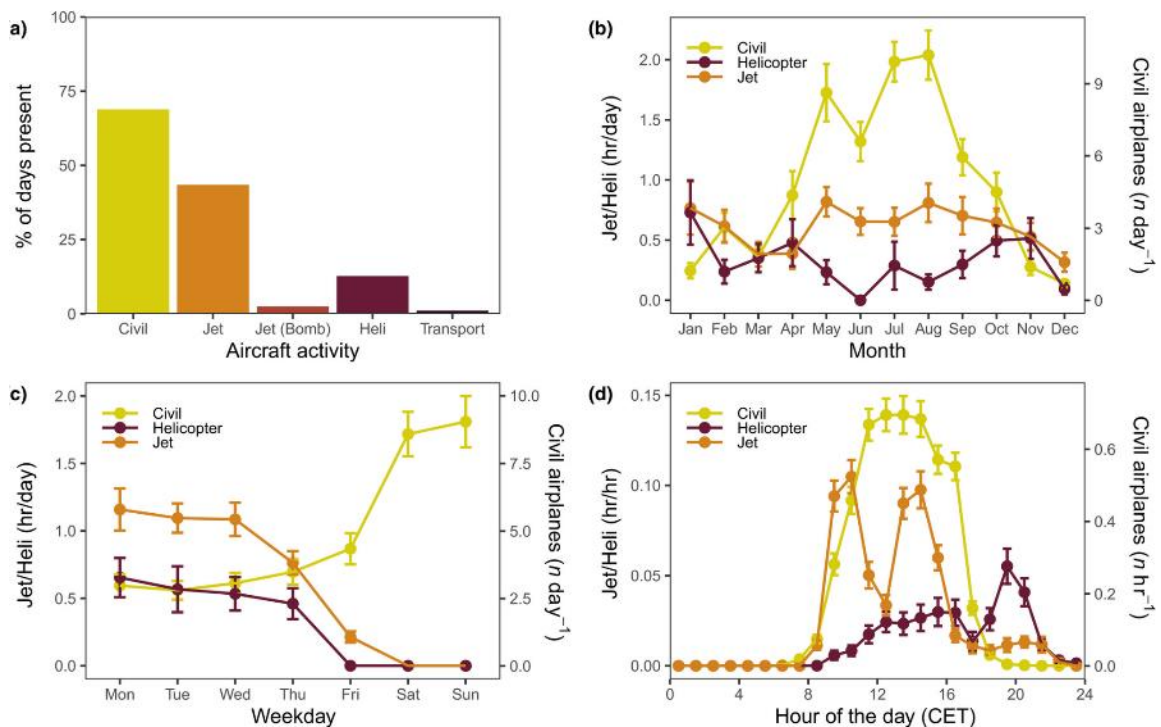 a)
100
75
50
25
0
% of days present
Civil Jet Jet (Bomb) Heli Transport
Aircraft activity
(b)
Civil
Helicopter
Jet
2.0
1.5
1.0
0.5
0.0
Jet/Heli (hr/day)
9
6
3
0
Civil airplanes (n day⁻¹)
Jan Feb Mar Apr May Jun Jul Aug Sep Oct Nov Dec
Month
c)
Civil
Helicopter
Jet
2.0
1.5
1.0
0.5
0.0
Jet/Heli (hr/day)
10.0
7.5
5.0
2.5
0.0
Civil airplanes (n day⁻¹)
Mon Tue Wed Thu Fri Sat Sun
Weekday
(d)
Civil
Helicopter
Jet
0.15
0.10
0.05
0.00
Jet/Heli (hr/hr)
0.6
0.4
0.2
0.0
Civil airplanes (n hr⁻¹)
0 4 8 12 16 20 24
Hour of the day (CET)